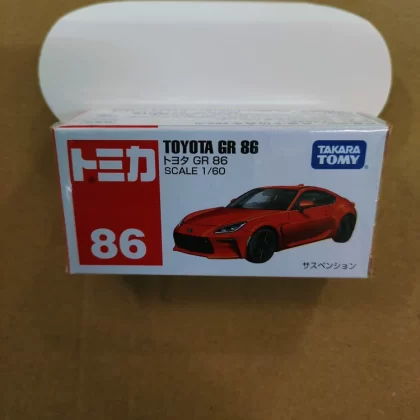 トミカ
86
TOYOTA GR 86
トヨタ GR 86
SCALE 1/60
TAKARA
TOMY
サスペンション